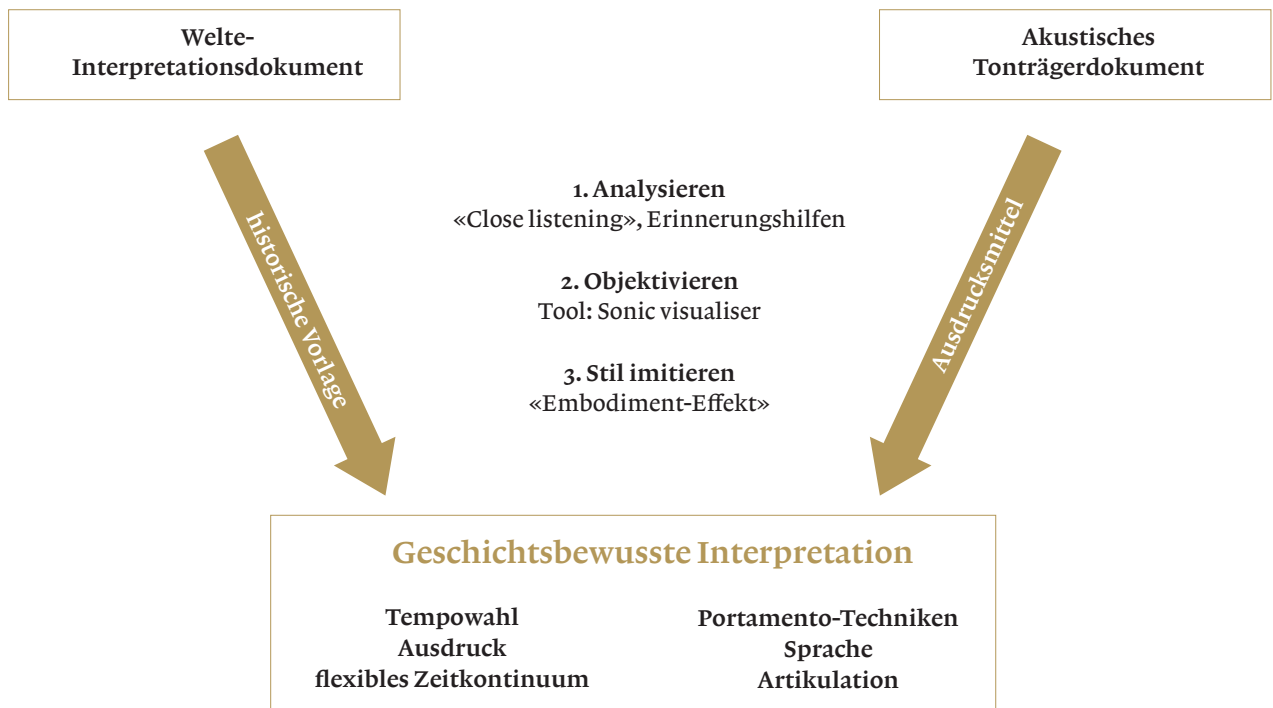 Welte-
Interpretationsdokument
Akustisches
Tonträgerdokument
historische Vorlage
1. Analysieren
«Close listening», Erinnerungshilfen
2. Objektivieren
Tool: Sonic visualiser
3. Stil imitieren
«Embodiment-Effekt»
Ausdrucksmittel
Geschichtsbewusste Interpretation
Tempowahl
Ausdruck
flexibles Zeitkontinuum
Portamento-Techniken
Sprache
Artikulation